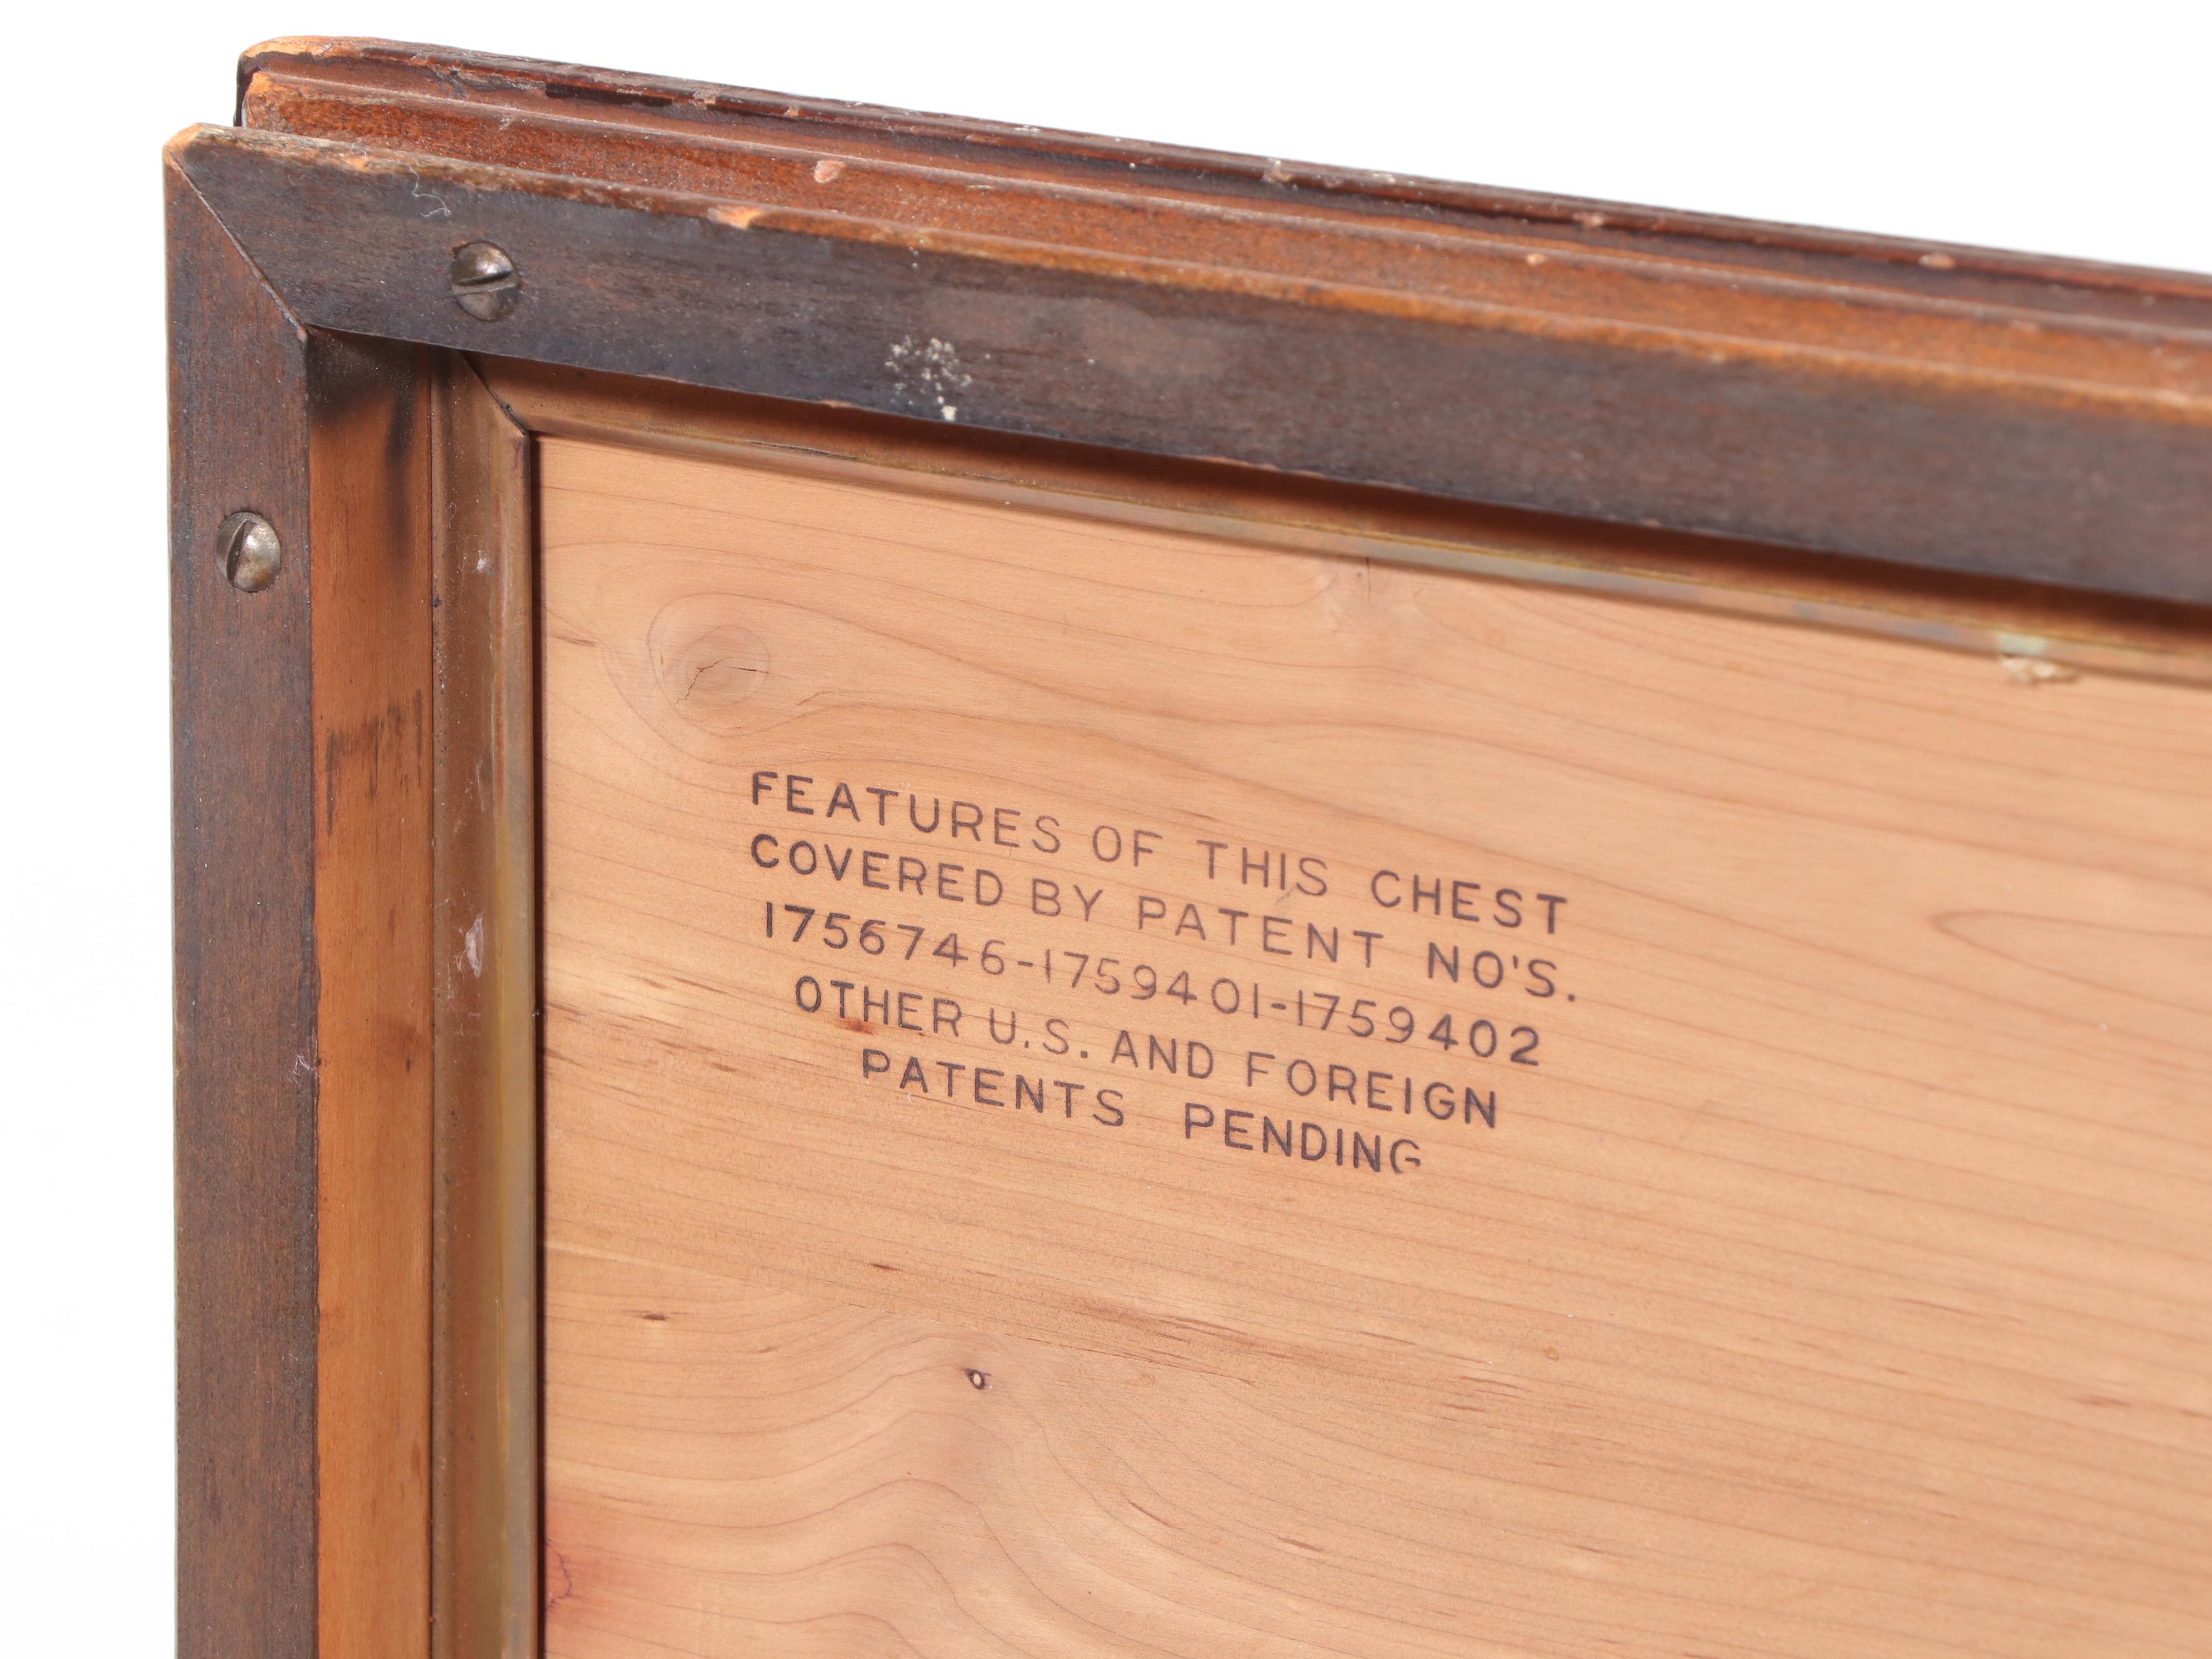 FEATURES OF THIS CHEST
COVERED BY PATENT NO'S.
1756746-1759401-1759402
OTHER U.S. AND FOREIGN
PATENTS PENDING